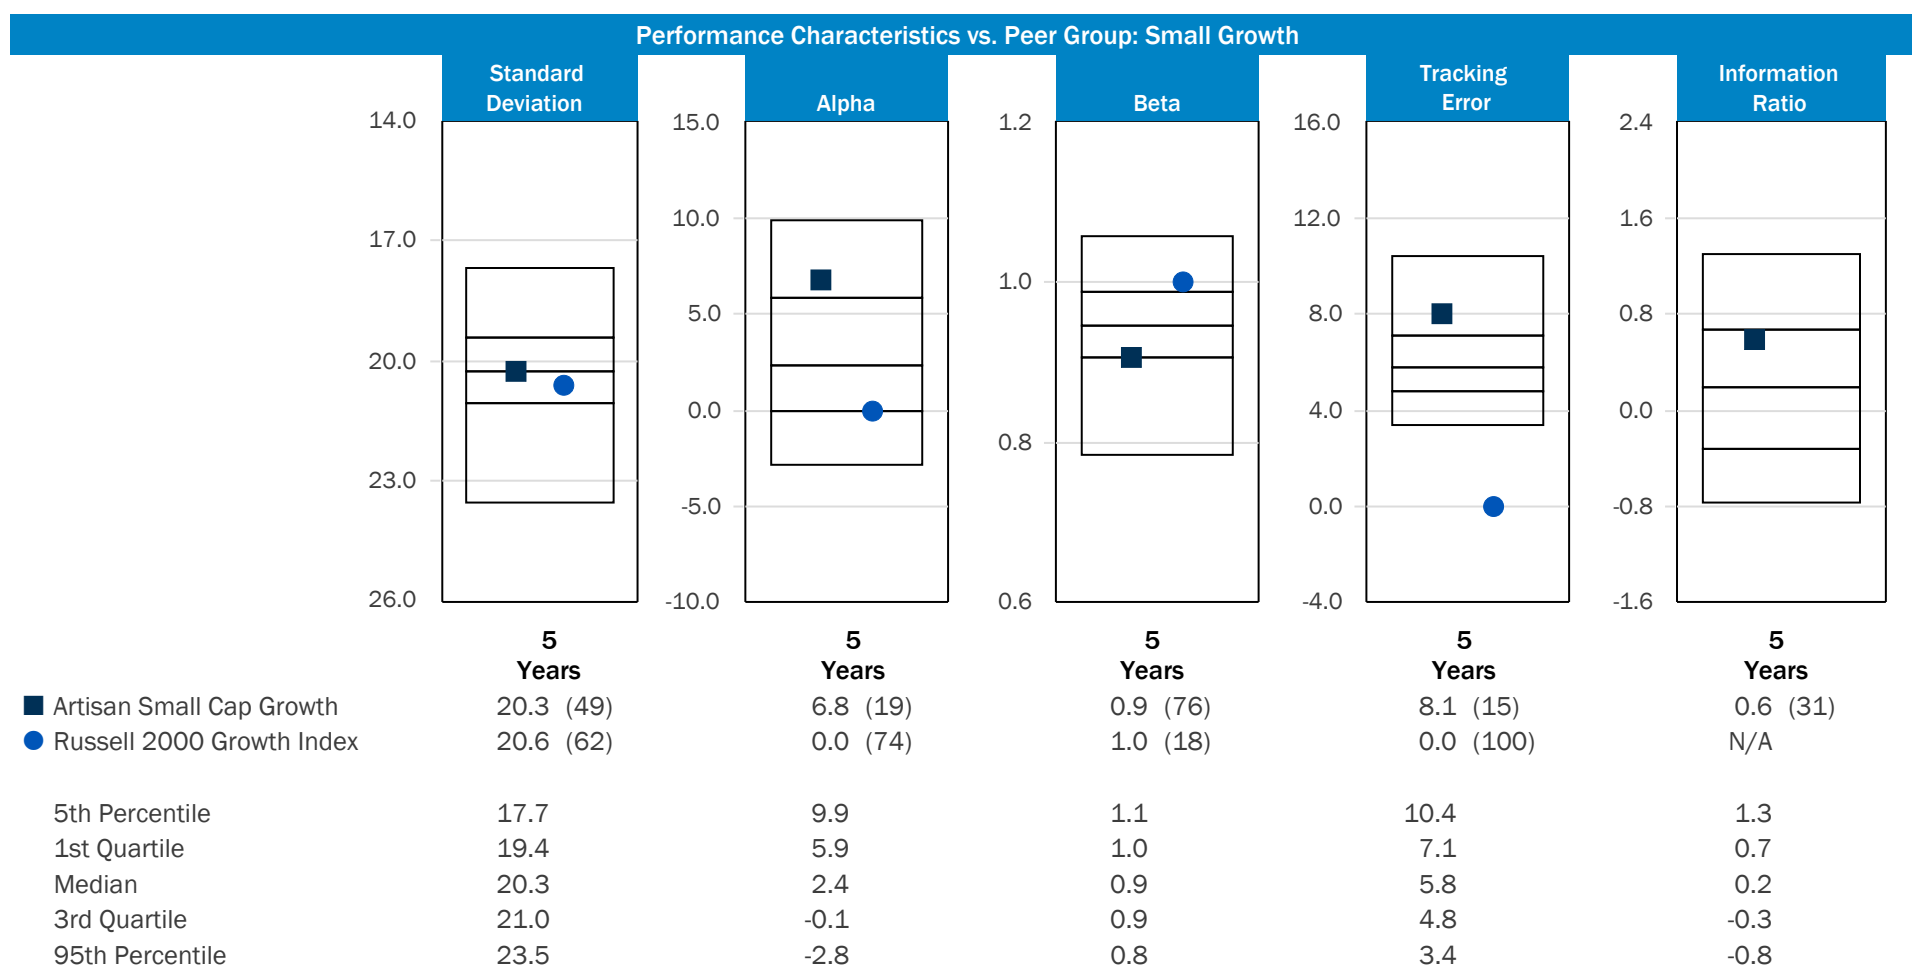 Performance Characteristics vs. Peer Group: Small Growth
Standard Deviation
Alpha
Beta
Tracking Error
Information Ratio
14.0
17.0
20.0
23.0
26.0
15.0
10.0
5.0
0.0
-5.0
-10.0
1.2
1.0
0.8
0.6
16.0
12.0
8.0
4.0
0.0
-4.0
2.4
1.6
0.8
0.0
-0.8
-1.6
5 Years
5 Years
5 Years
5 Years
5 Years
Artisan Small Cap Growth 20.3 (49) 6.8 (19) 0.9 (76) 8.1 (15) 0.6 (31)
Russell 2000 Growth Index 20.6 (62) 0.0 (74) 1.0 (18) 0.0 (100) N/A
5th Percentile 17.7 9.9 1.1 10.4 1.3
1st Quartile 19.4 5.9 1.0 7.1 0.7
Median 20.3 2.4 0.9 5.8 0.2
3rd Quartile 21.0 -0.1 0.9 4.8 -0.3
95th Percentile 23.5 -2.8 0.8 3.4 -0.8